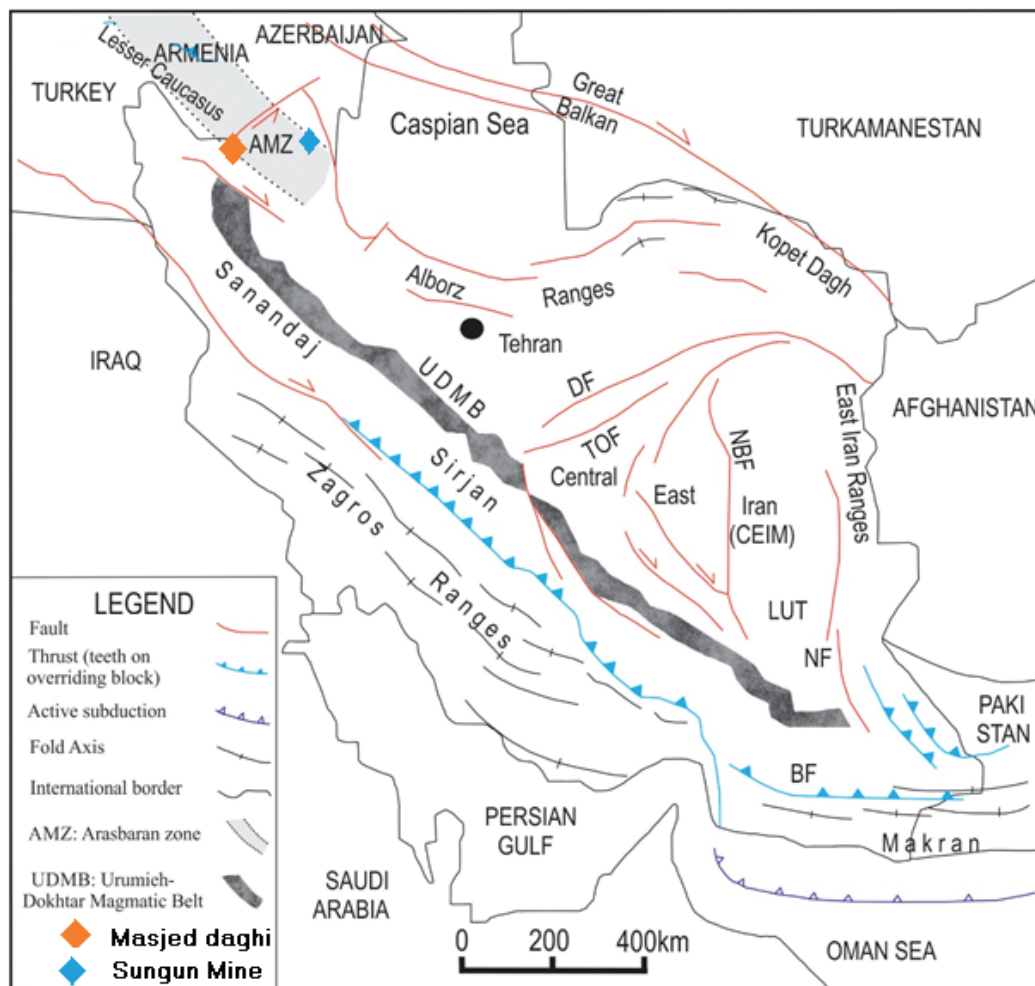 AZERBAIJAN
ARMENIA
Lesser Caucasus
TURKEY
AMZ
Caspian Sea
Great
Balkan
TURKAMANESTAN
Kopet Dagh
Alborz
Ranges
Tehran
Sanandaj
UDMB
Sirjan
IRAQ
DF
TOF
NBF
Central
East
Iran
(CEIM)
East Iran Ranges
AFGHANISTAN
Zagros
Ranges
LUT
NF
PAKI
STAN
BF
Makran
PERSIAN
GULF
SAUDI
ARABIA
OMAN SEA
0 200 400km
LEGEND
Fault
Thrust (teeth on
overriding block)
Active subduction
Fold Axis
International border
AMZ: Arasbaran zone
UDMB: Urumieh-
Dokhtar Magmatic Belt
Masjed daghi
Sungun Mine